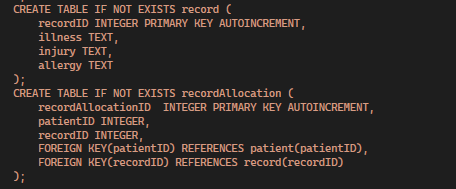 CREATE TABLE IF NOT EXISTS record (
    recordID INTEGER PRIMARY KEY AUTOINCREMENT,
    illness TEXT,
    injury TEXT,
    allergy TEXT
);
CREATE TABLE IF NOT EXISTS recordAllocation (
    recordAllocationID  INTEGER PRIMARY KEY AUTOINCREMENT,
    patientID INTEGER,
    recordID INTEGER,
    FOREIGN KEY(patientID) REFERENCES patient(patientID),
    FOREIGN KEY(recordID) REFERENCES record(recordID)
);